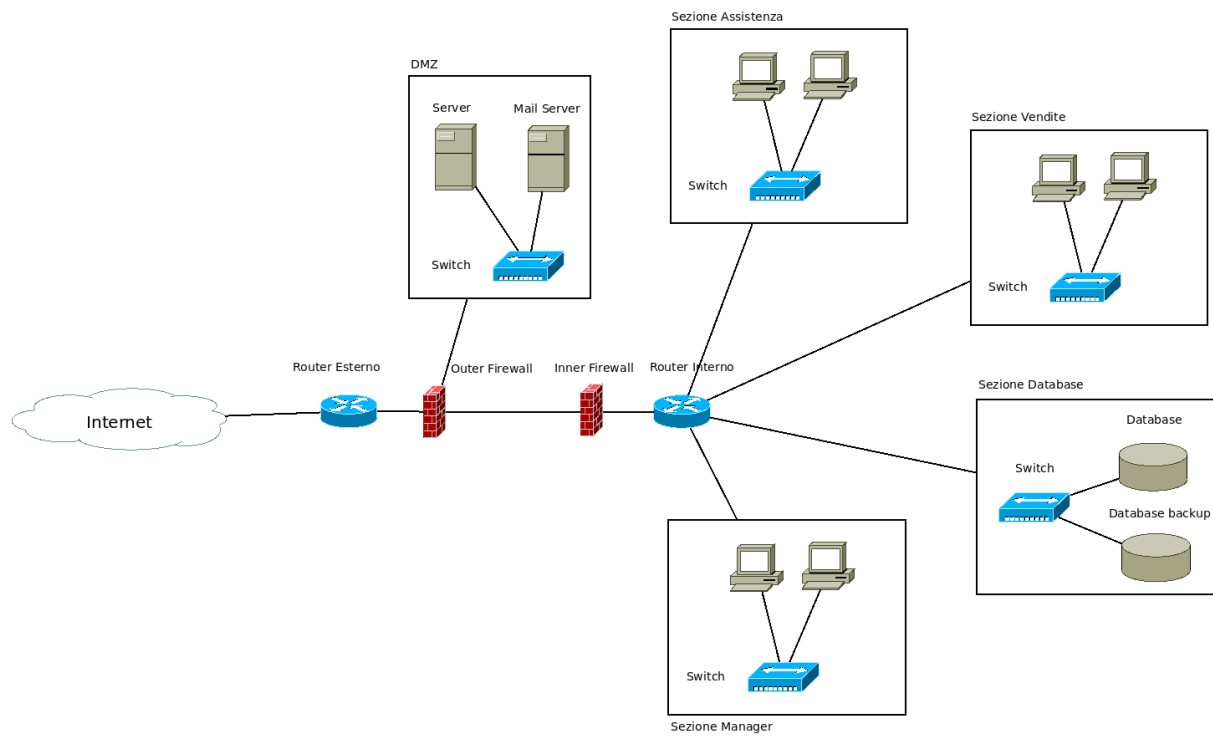 Sezione Assistenza
DMZ
Server
Mail Server
Switch
Sezione Vendite
Switch
Switch
Router Esterno
Outer Firewall
Inner Firewall
Router Interno
Internet
Sezione Database
Database
Switch
Database backup
Switch
Sezione Manager